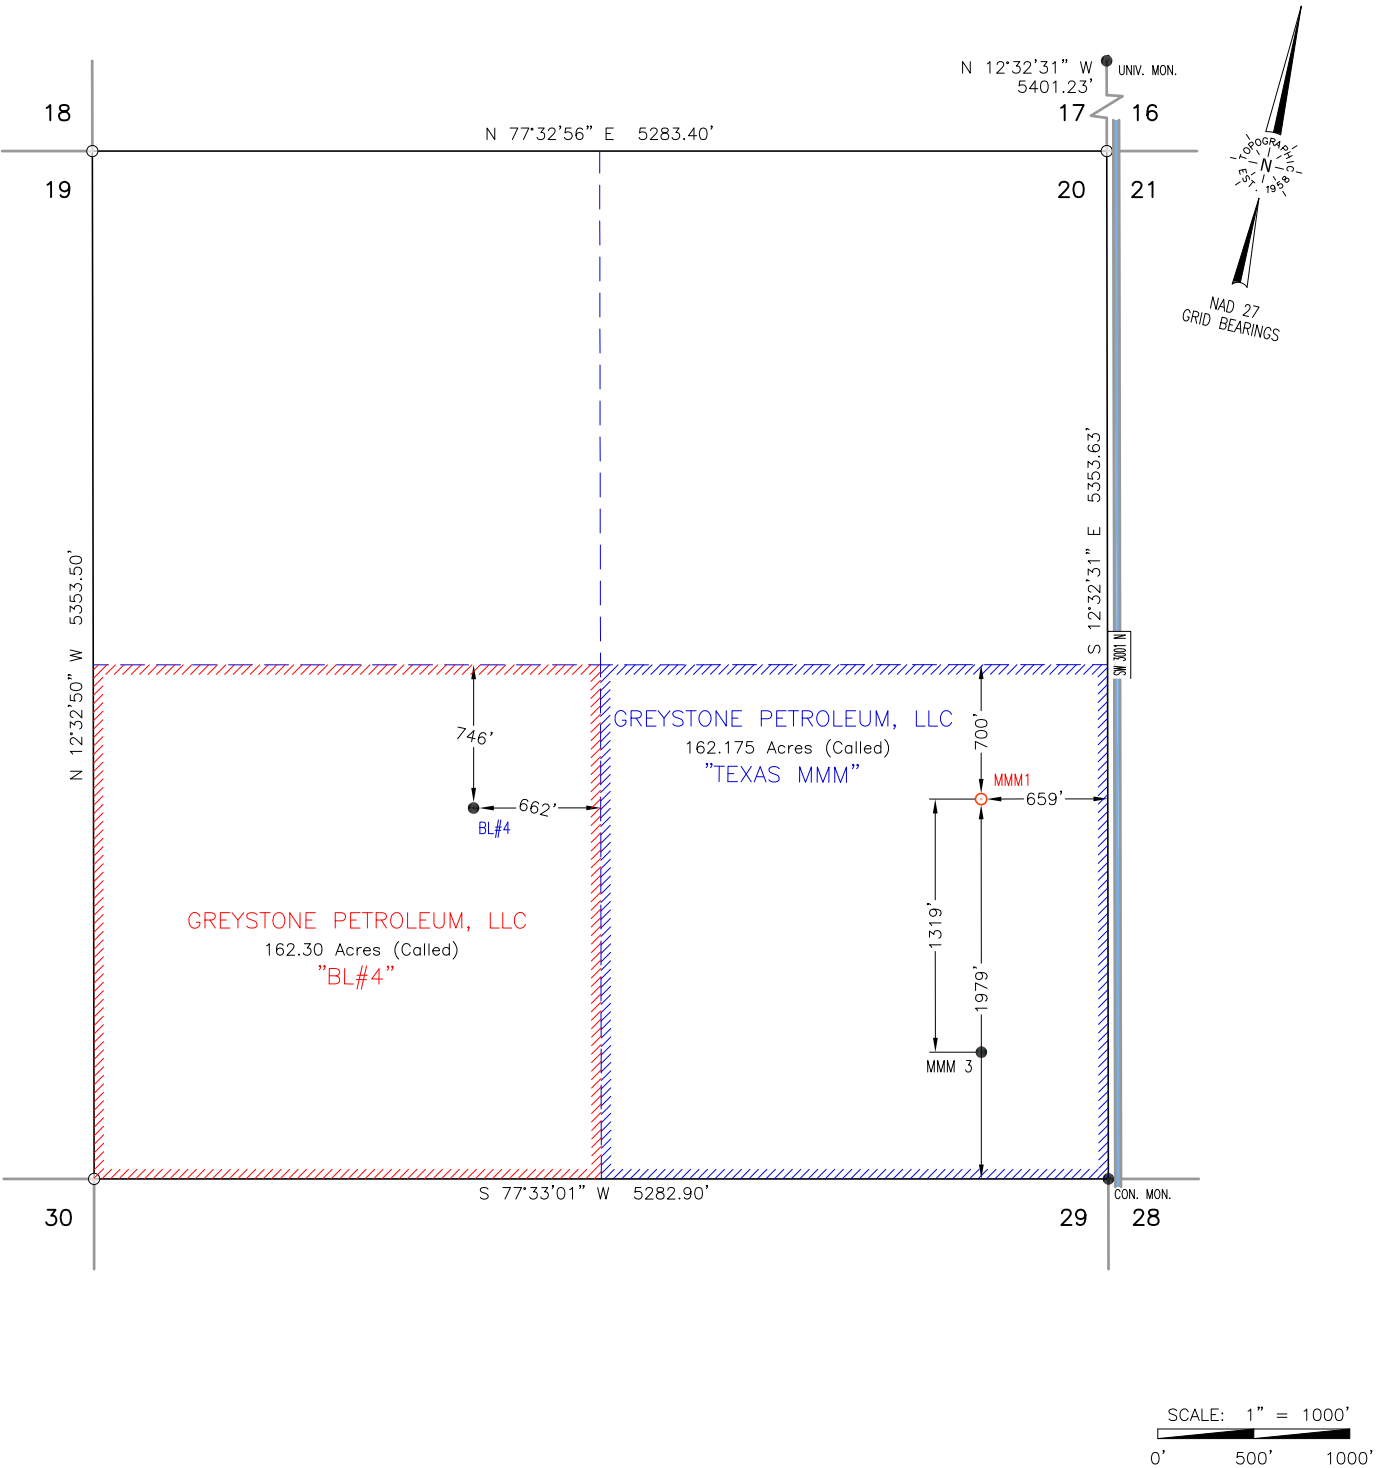 N 12°32'31" W
5401.23'
UNIV. MON.
18
17
16
N 77°32'56" E 5283.40'
19
20
21
TOPOGRAPHIC
N
EST. 1958
NAD 27
GRID BEARINGS
S 12°32'31" E 5353.63'
N 12°32'50" W 5353.50'
N 3001 MC
746'
GREYSTONE PETROLEUM, LLC
162.175 Acres (Called)
"TEXAS MMM"
700'
MMM1
659'
662'
BL#4
1319'
1979'
GREYSTONE PETROLEUM, LLC
162.30 Acres (Called)
"BL#4"
MMM 3
S 77°33'01" W 5282.90'
CON. MON.
30
29
28
SCALE: 1" = 1000'
0' 500' 1000'